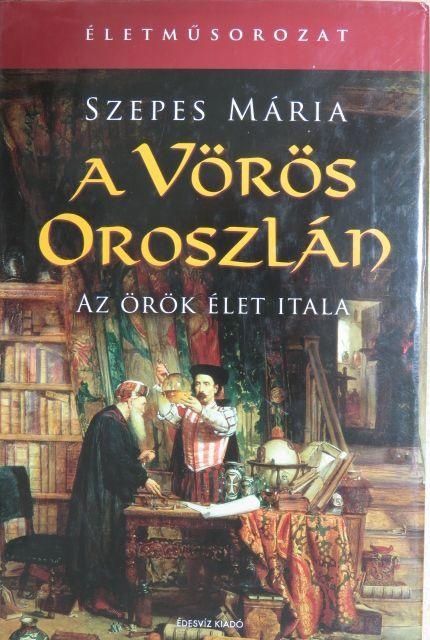 ÉLETMŰSOROZAT
SZEPES MÁRIA
A VÖRÖS
OROSZLÁN
AZ ÖRÖK ÉLET ITALA
ÉDESVÍZ KIADÓ